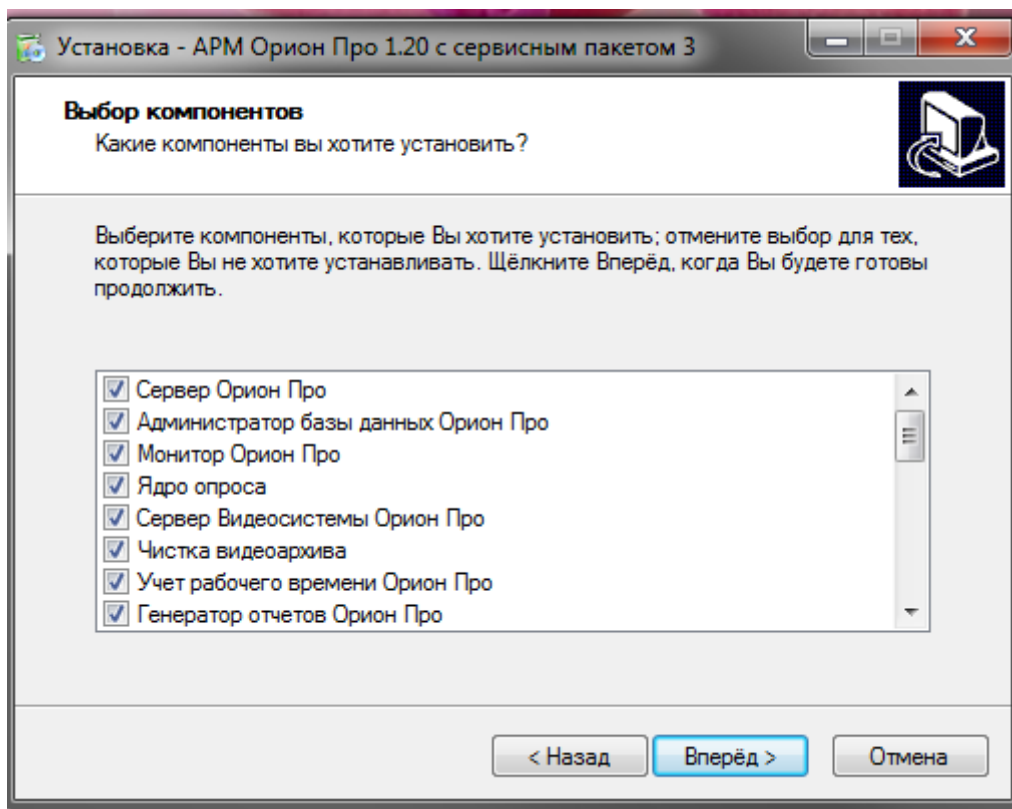 Установка - АРМ Орион Про 1.20 с сервисным пакетом 3
Выбор компонентов
Какие компоненты вы хотите установить?
Выберите компоненты, которые Вы хотите установить; отмените выбор для тех,
которые Вы не хотите устанавливать. Щёлкните Вперёд, когда Вы будете готовы
продолжить.
Сервер Орион Про
Администратор базы данных Орион Про
Монитор Орион Про
Ядро опроса
Сервер Видеосистемы Орион Про
Чистка видеоархива
Учет рабочего времени Орион Про
Генератор отчетов Орион Про
< Назад
Вперёд >
Отмена